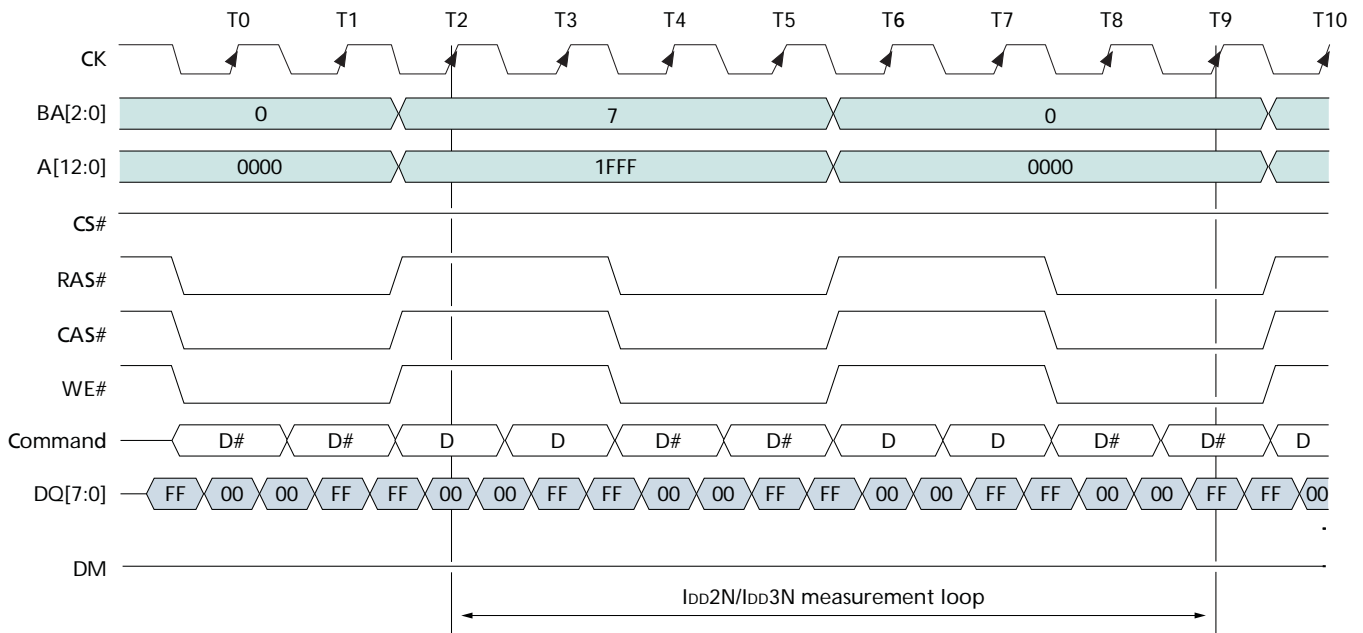 T0 T1 T2 T3 T4 T5 T6 T7 T8 T9 T10
CK
BA[2:0] 0 7 0
A[12:0] 0000 1FFF 0000
CS#
RAS#
CAS#
WE#
Command D# D# D D D# D# D D D# D# D
DQ[7:0] FF 00 00 FF FF 00 00 FF FF 00 00 FF FF 00 00 FF FF 00 00 FF FF 00
DM
IDD2N/IDD3N measurement loop